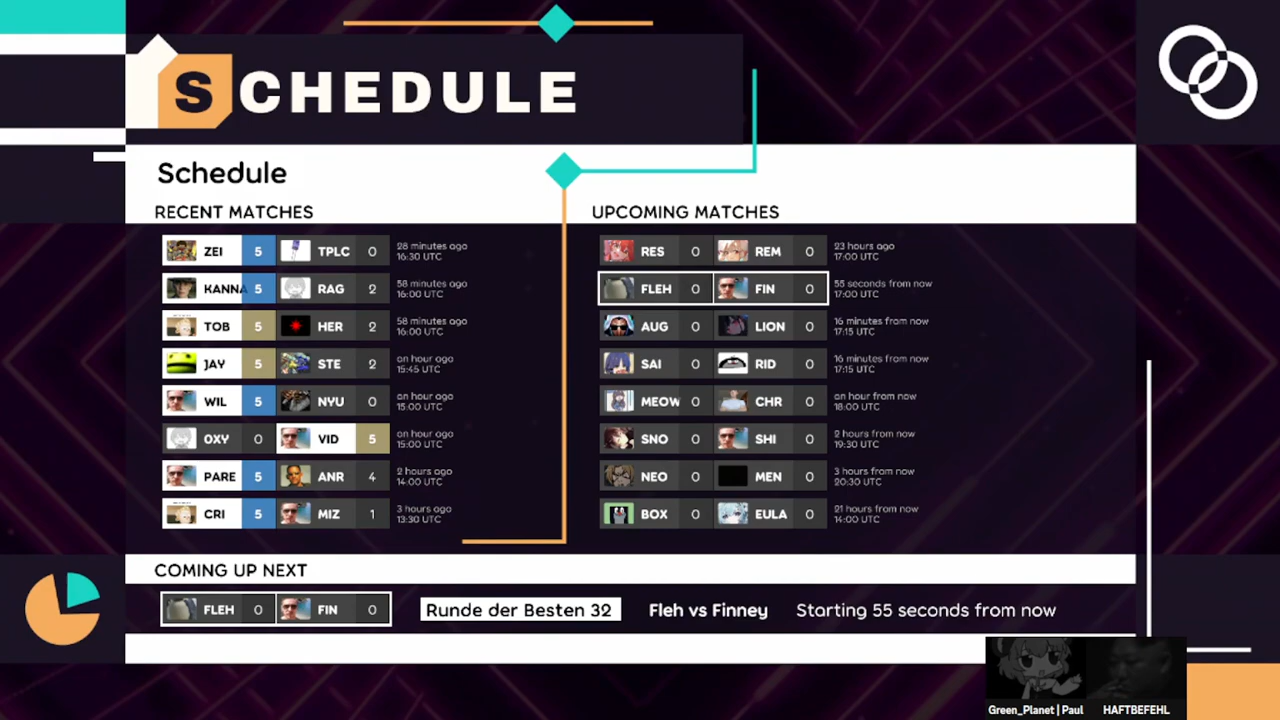 SCHEDULE
Schedule
RECENT MATCHES
ZEI 5 TPLC 0 28 minutes ago
16:30 UTC
KANNA 5 RAG 2 58 minutes ago
16:00 UTC
TOB 5 HER 2 58 minutes ago
16:00 UTC
JAY 5 STE 2 an hour ago
15:45 UTC
WIL 5 NYU 0 an hour ago
15:00 UTC
OXY 0 VID 5 an hour ago
15:00 UTC
PARE 5 ANR 4 2 hours ago
14:00 UTC
CRI 5 MIZ 1 3 hours ago
13:30 UTC
UPCOMING MATCHES
RES 0 REM 0 23 hours ago
17:00 UTC
FLEH 0 FIN 0 55 seconds from now
17:00 UTC
AUG 0 LION 0 16 minutes from now
17:15 UTC
SAI 0 RID 0 16 minutes from now
17:15 UTC
MEOW 0 CHR 0 an hour from now
18:00 UTC
SNO 0 SHI 0 2 hours from now
19:30 UTC
NEO 0 MEN 0 3 hours from now
20:30 UTC
BOX 0 EULA 0 21 hours from now
14:00 UTC
COMING UP NEXT
FLEH 0 FIN 0 Runde der Besten 32 Fleh vs Finney Starting 55 seconds from now
Green_Planet | Paul HAFTBEFEHL